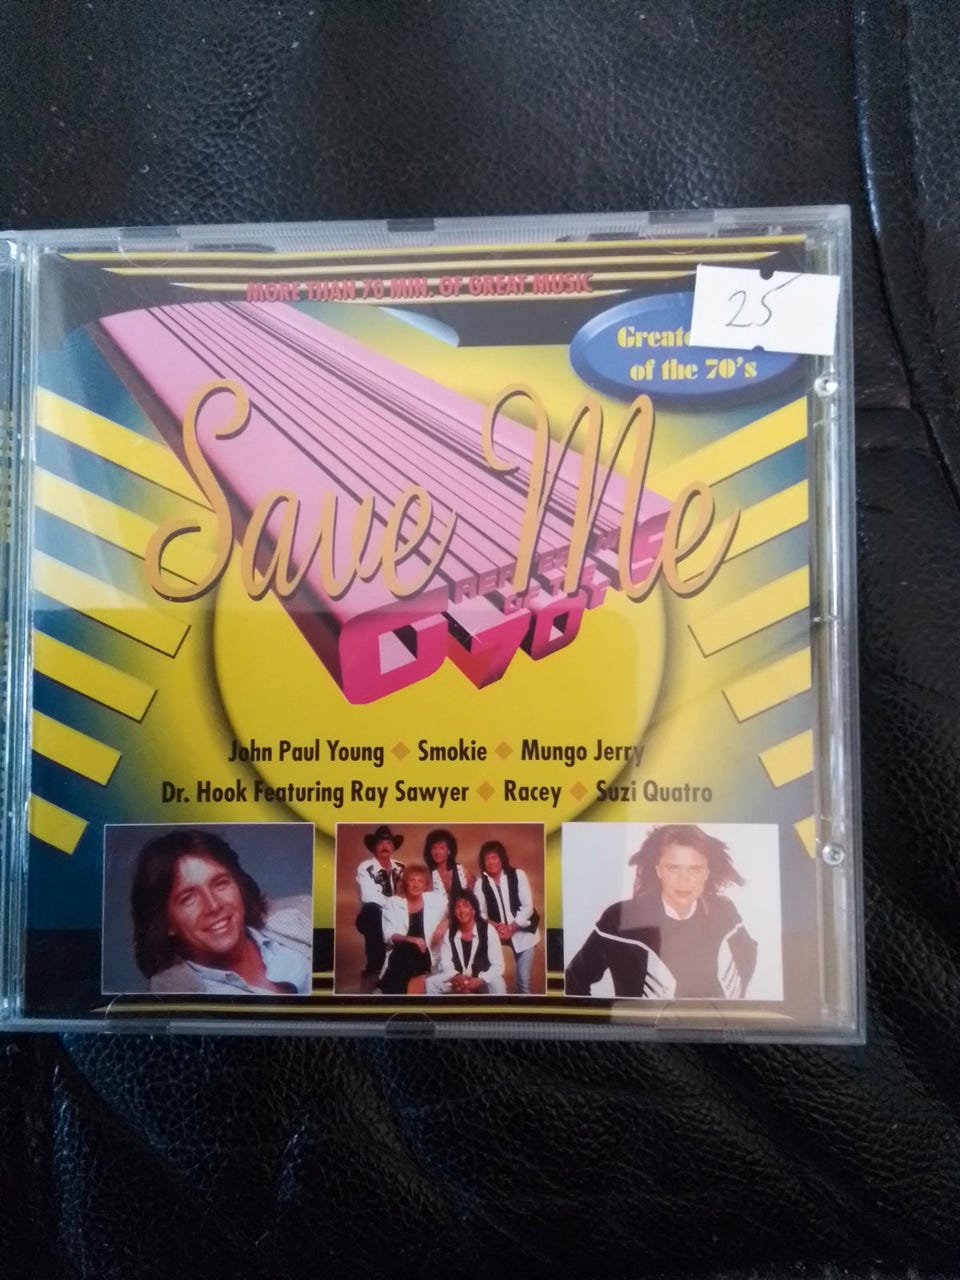 MORE THAN 70 MIN. OF GREAT MUSIC
25
of the 70's
Save Me
John Paul Young ◆ Smokie ◆ Mungo Jerry
Dr. Hook Featuring Ray Sawyer ◆ Racey ◆ Suzi Quatro